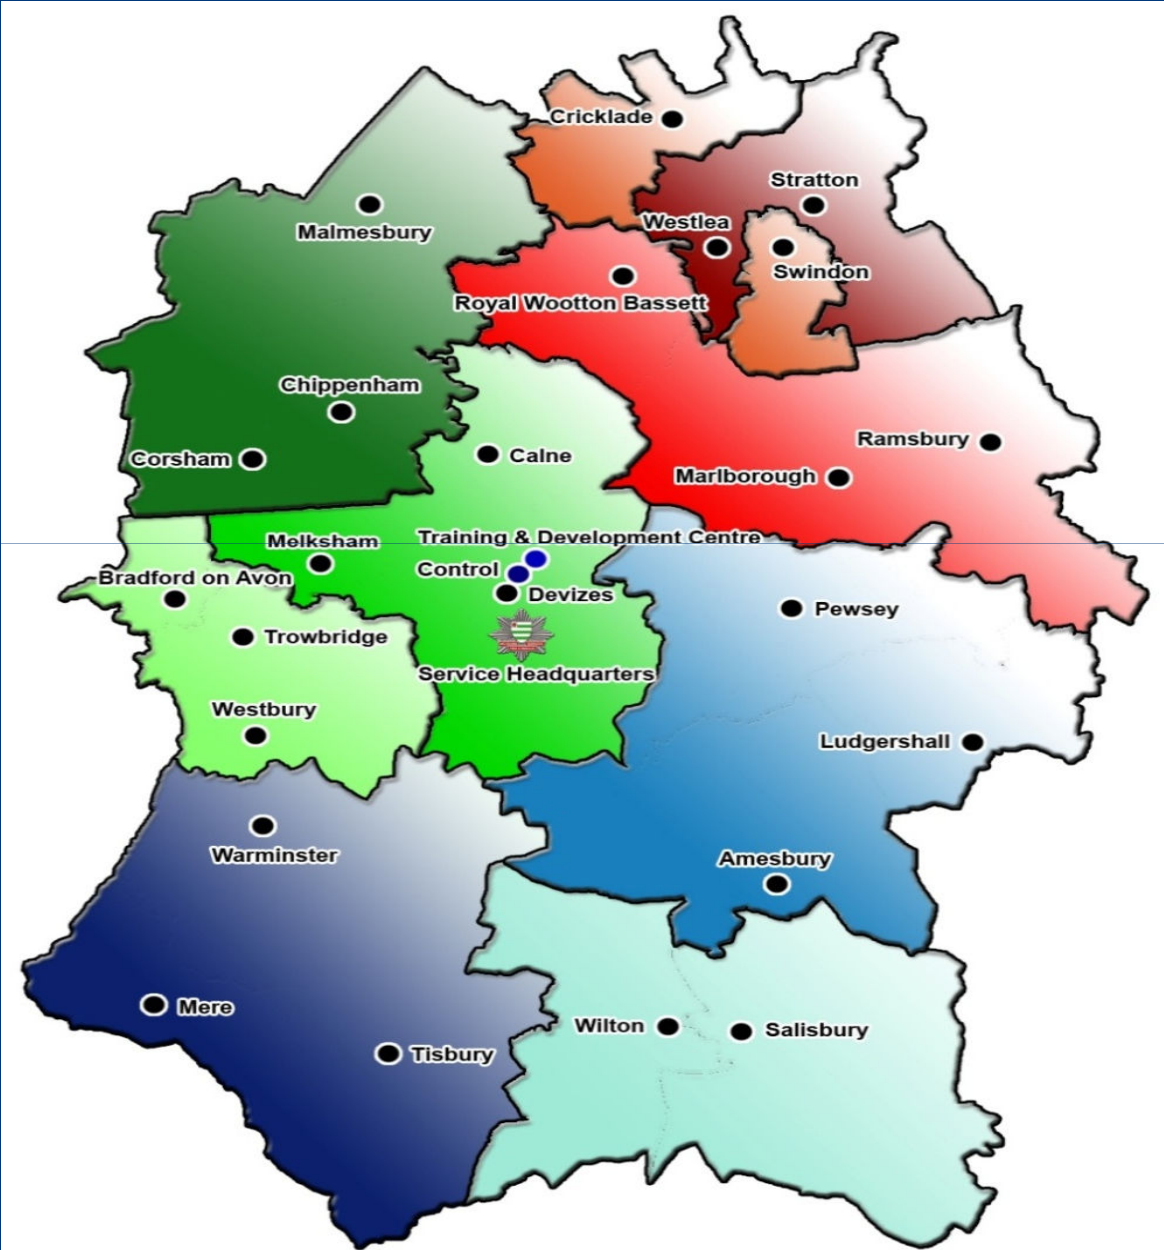 Cricklade
Stratton
Westlea
Malmesbury
Swindon
Royal Wootton Bassett
Chippenham
Ramsbury
Corsham
Calne
Marlborough
Training & Development Centre
Melksham
Control
Bradford on Avon
Devizes
Pewsey
Trowbridge
Service Headquarters
Westbury
Ludgershall
Warminster
Amesbury
Mere
Wilton
Salisbury
Tisbury